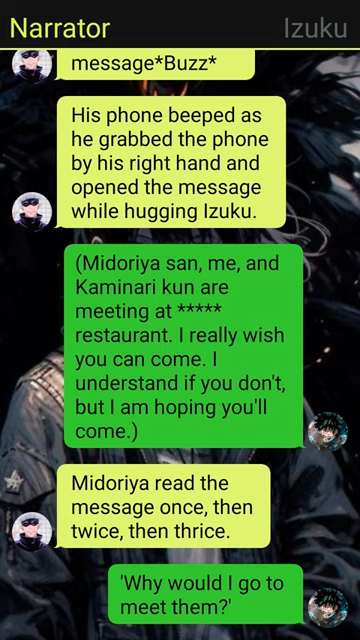 Narrator
Izuku
message*Buzz*
His phone beeped as
he grabbed the phone
by his right hand and
opened the message
while hugging Izuku.
(Midoriya san, me, and
Kaminari kun are
meeting at *****
restaurant. I really wish
you can come. I
understand if you don't,
but I am hoping you'll
come.)
Midoriya read the
message once, then
twice, then thrice.
'Why would I go to
meet them?'